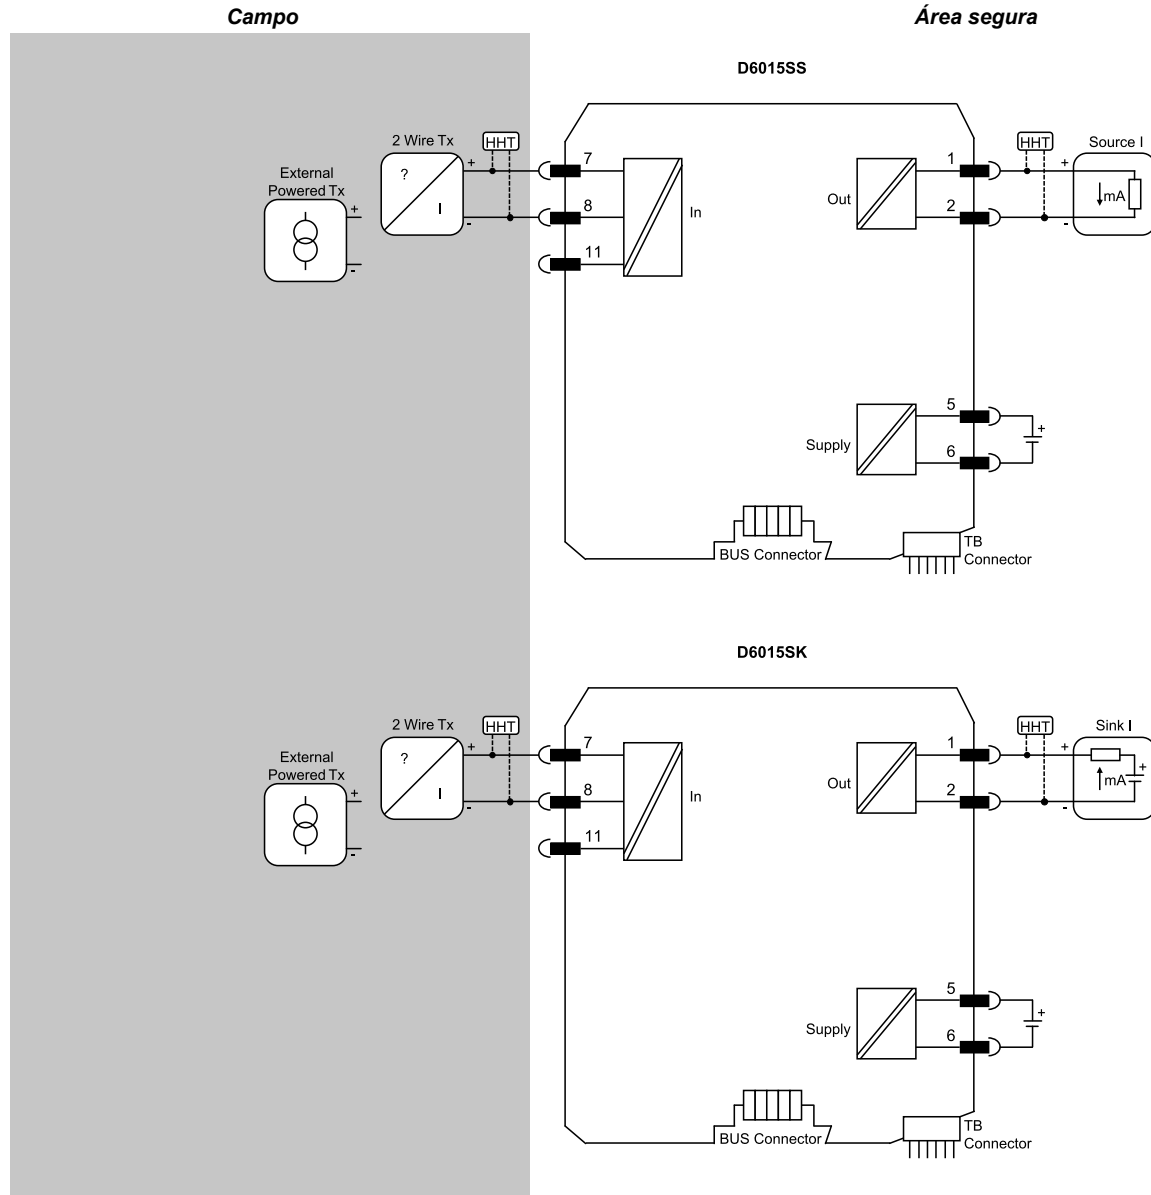 Campo
Área segura
D6015SS
2 Wire Tx
HHT
7
1
HHT
Source I
+
+
?
External
Powered Tx
I
8
In
Out
2
mA
+
-
-
11
-
5
Supply
6
+
BUS Connector
TB
Connector
D6015SK
2 Wire Tx
HHT
7
1
HHT
Sink I
+
+
?
External
Powered Tx
I
8
In
Out
2
mA
+
+
-
-
11
-
5
Supply
6
+
BUS Connector
TB
Connector